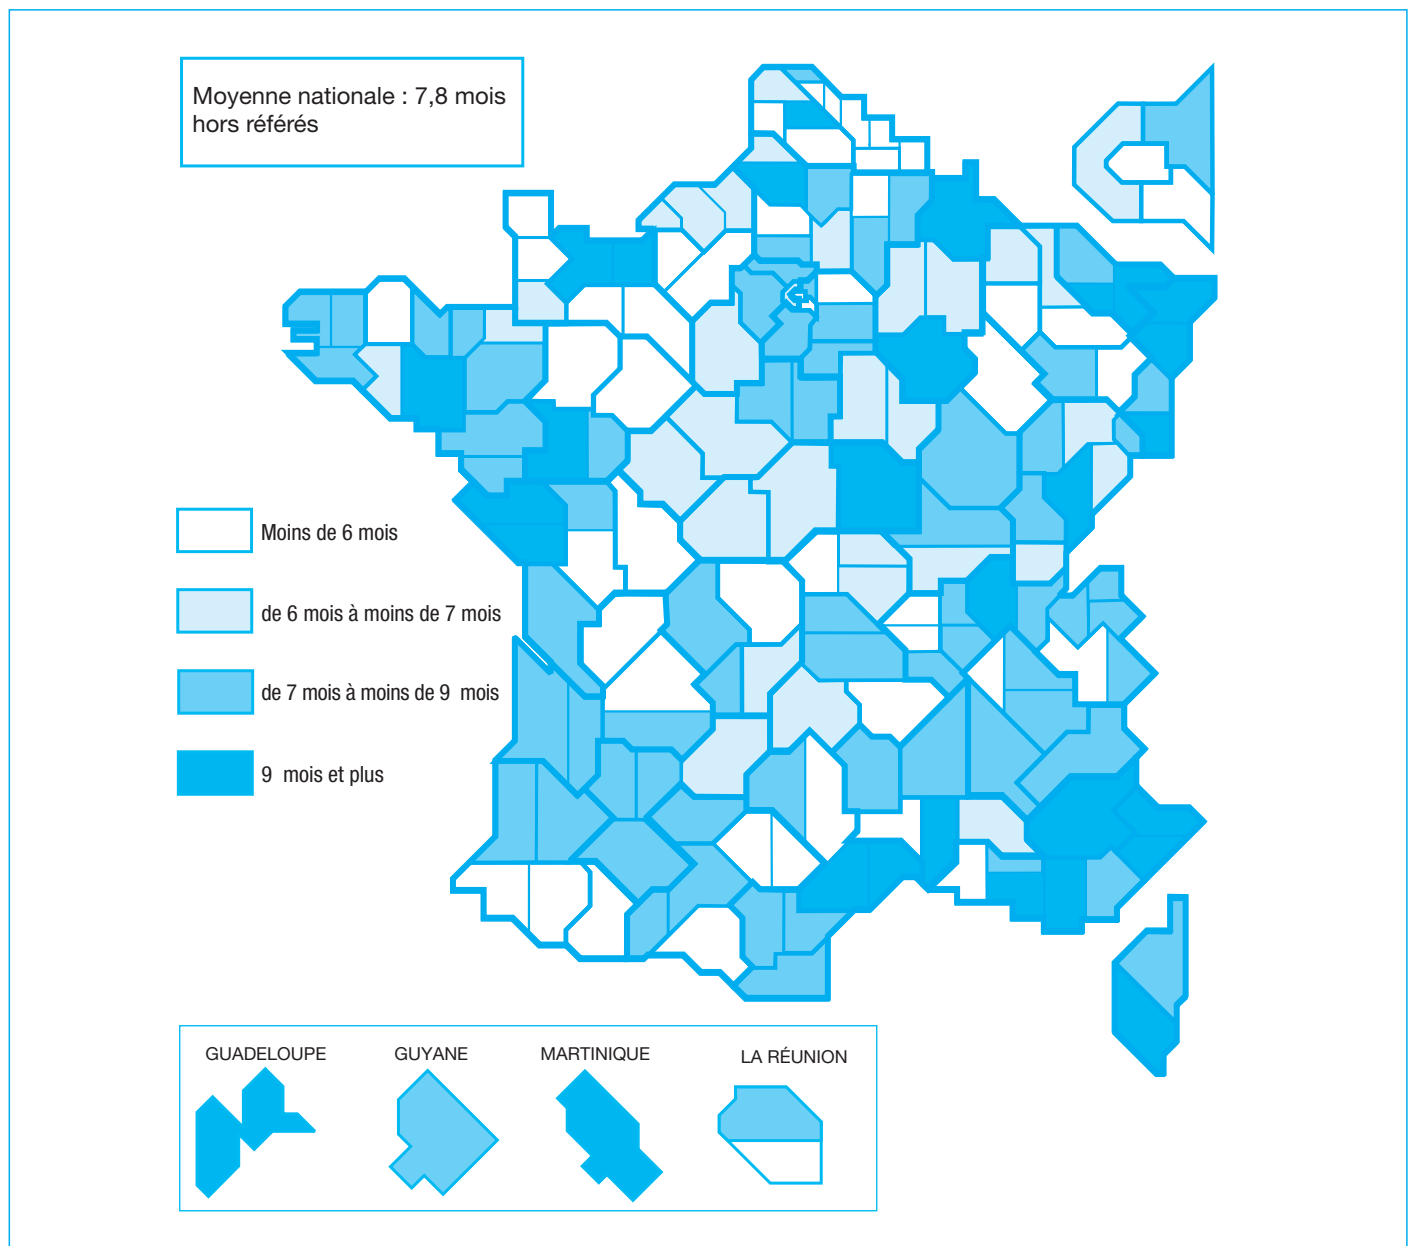 Moyenne nationale : 7,8 mois
hors référés
Moins de 6 mois
de 6 mois à moins de 7 mois
de 7 mois à moins de 9 mois
9 mois et plus
GUADELOUPE
GUYANE
MARTINIQUE
LA RÉUNION